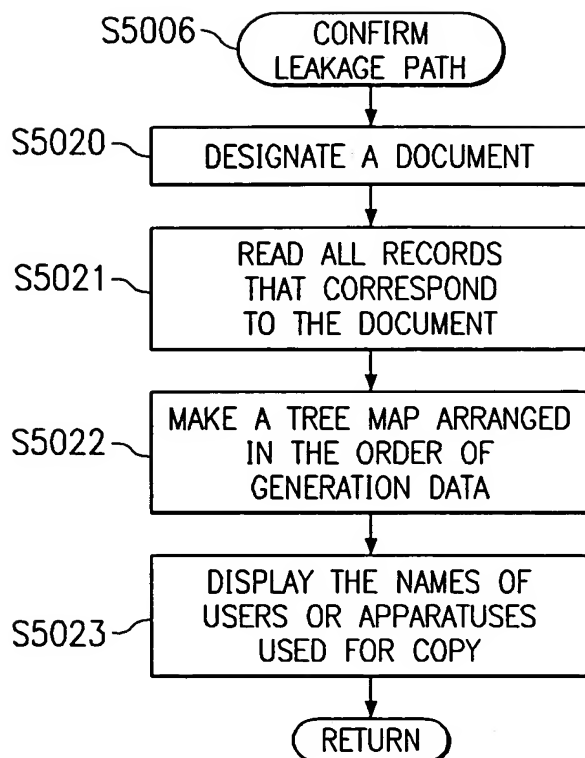 S5006
CONFIRM
LEAKAGE PATH
S5020
DESIGNATE A DOCUMENT
S5021
READ ALL RECORDS
THAT CORRESPOND
TO THE DOCUMENT
S5022
MAKE A TREE MAP ARRANGED
IN THE ORDER OF
GENERATION DATA
S5023
DISPLAY THE NAMES OF
USERS OR APPARATUSES
USED FOR COPY
RETURN